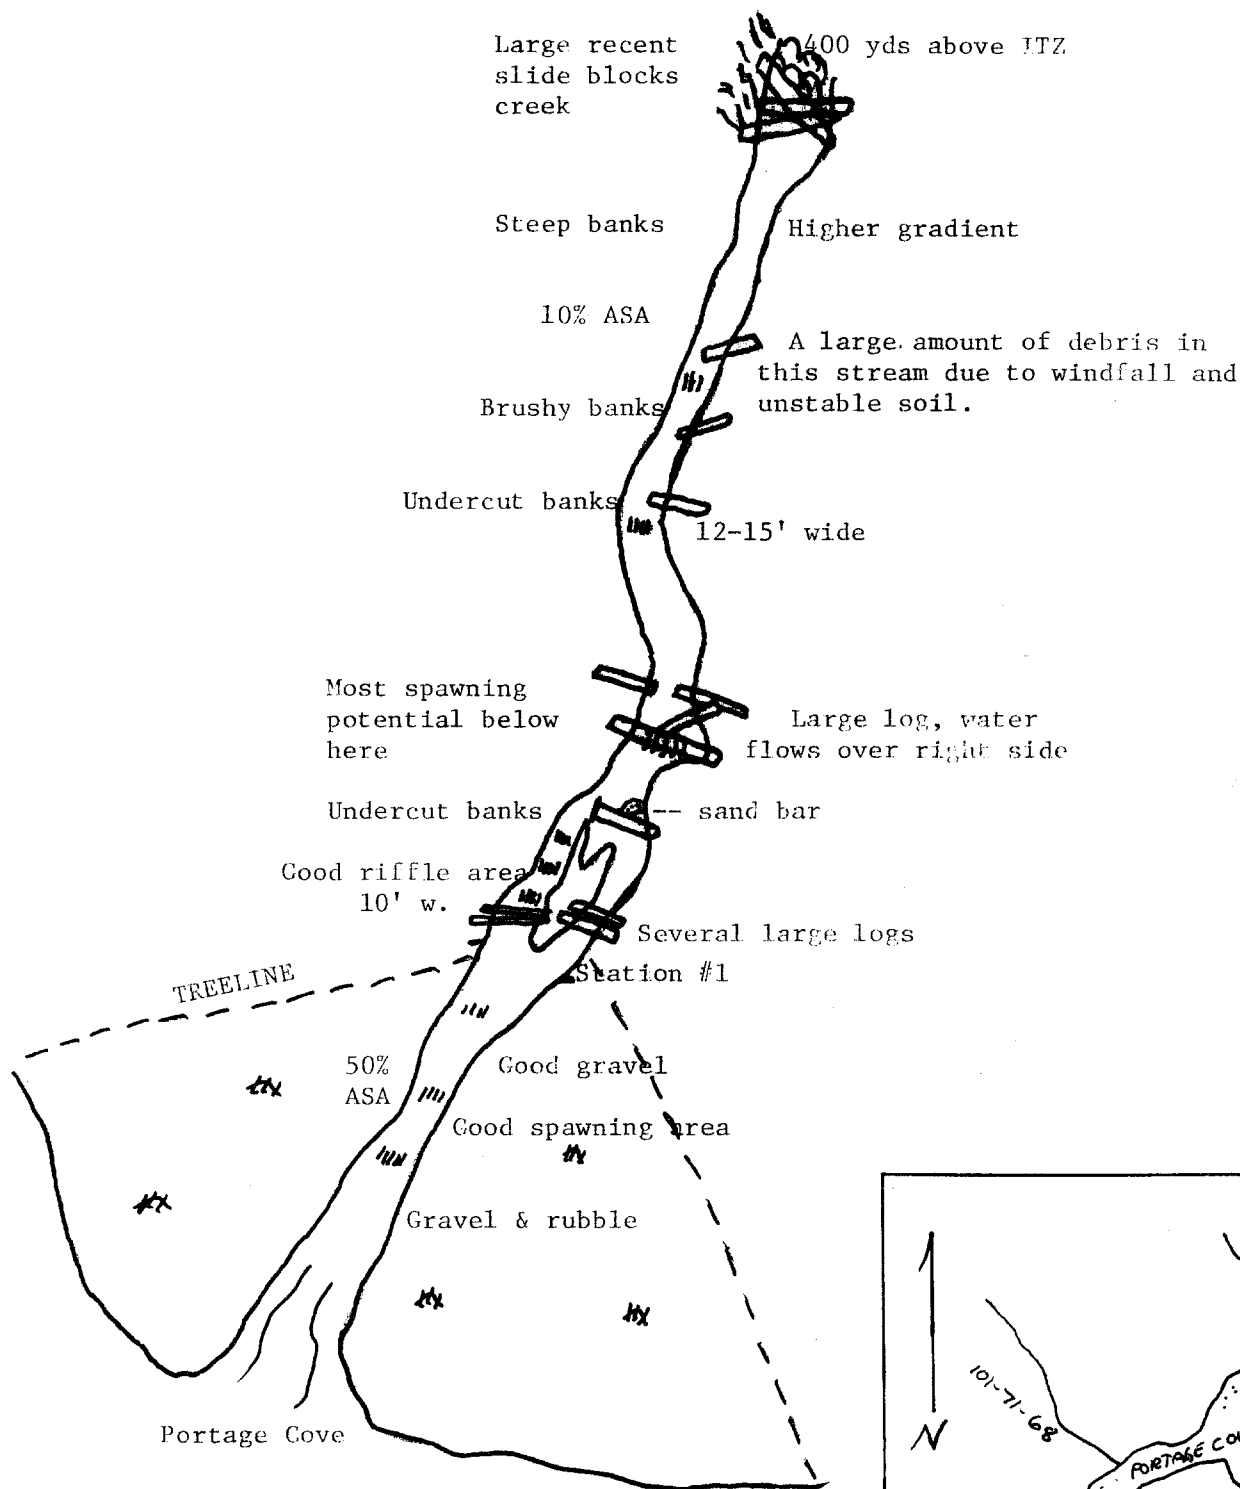 Large recent
slide blocks
creek
400 yds above ITZ
Steep banks
Higher gradient
10% ASA
A large amount of debris in
this stream due to windfall and
unstable soil.
Brushy banks
Undercut banks
12-15' wide
Most spawning
potential below
here
Large log, water
flows over right side
Undercut banks
-- sand bar
Good riffle area
10' w.
Several large logs
Station #1
TREELINE
50%
ASA
Good gravel
Good spawning area
Gravel & rubble
Portage Cove
N
101-71-68
PORTAGE